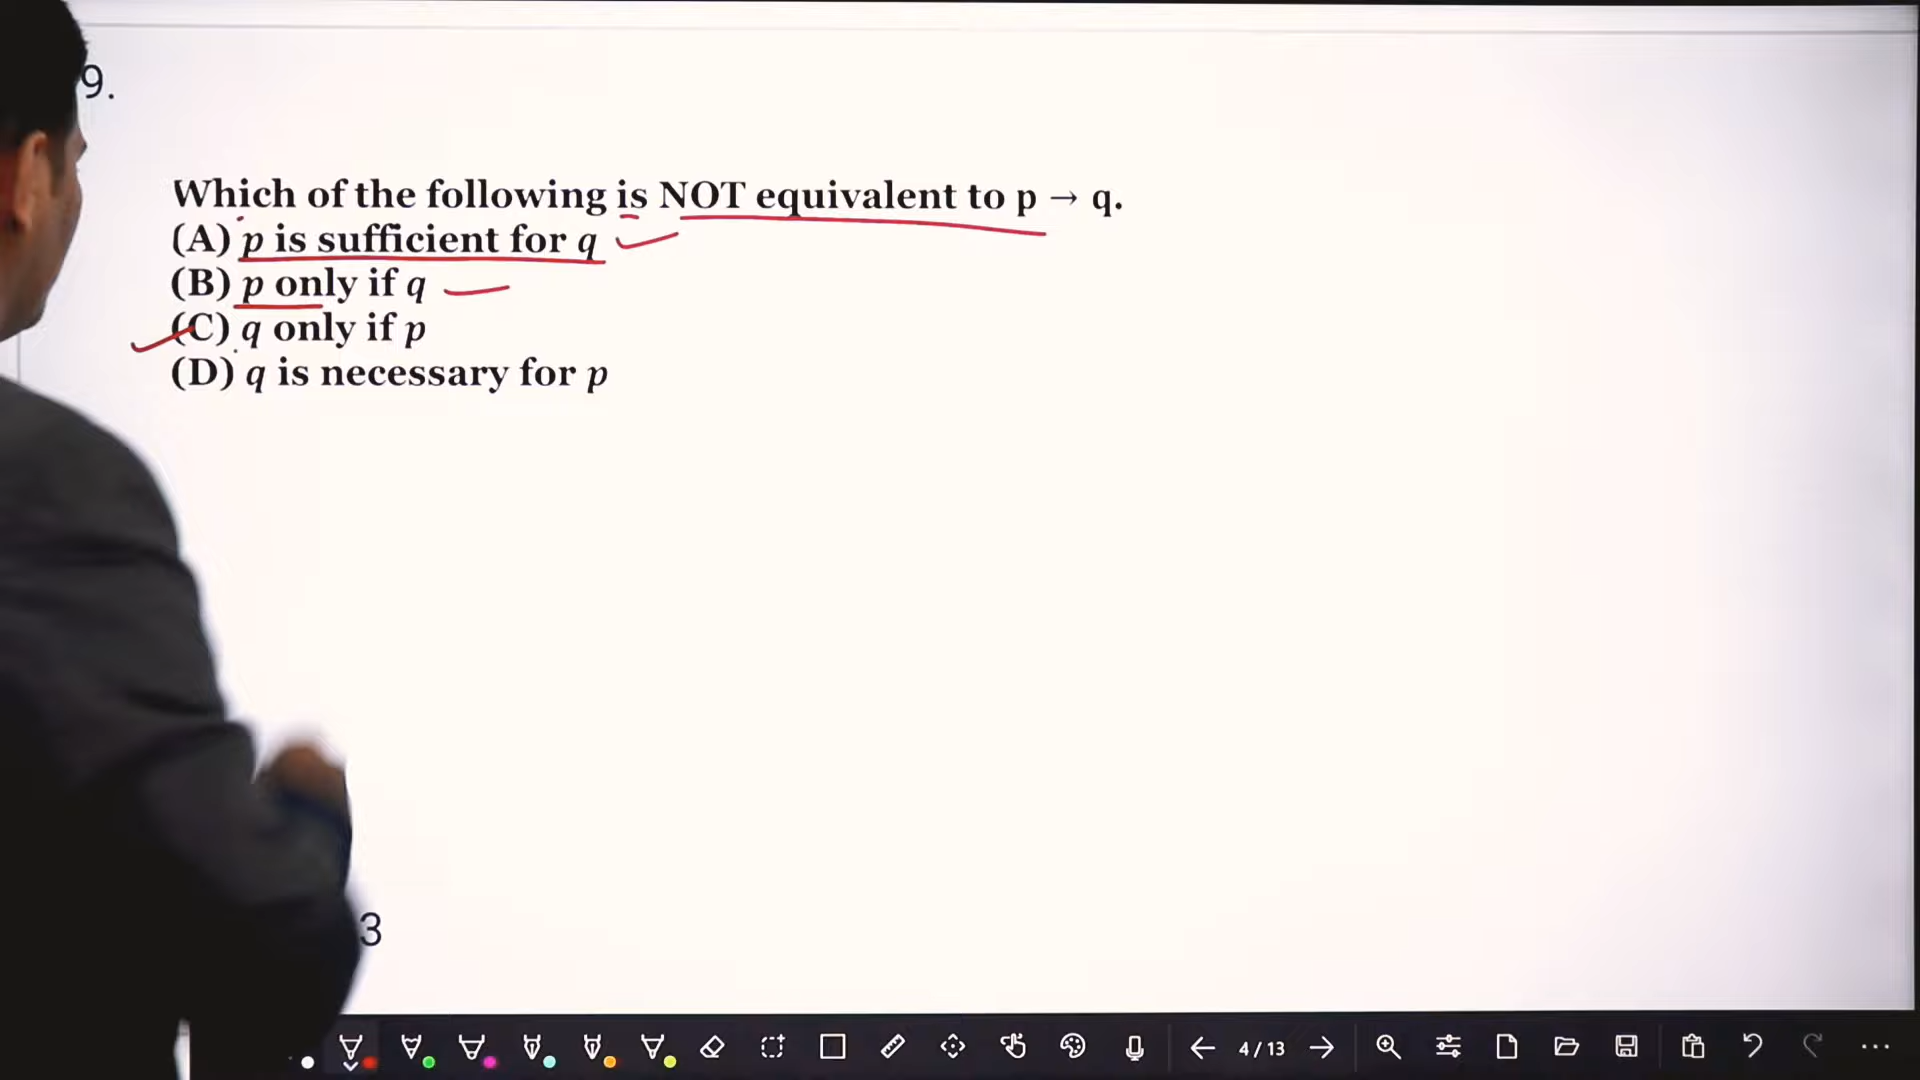 9.
Which of the following is NOT equivalent to p → q.
(A) p is sufficient for q
(B) p only if q
(C) q only if p
(D) q is necessary for p
3
4 / 13